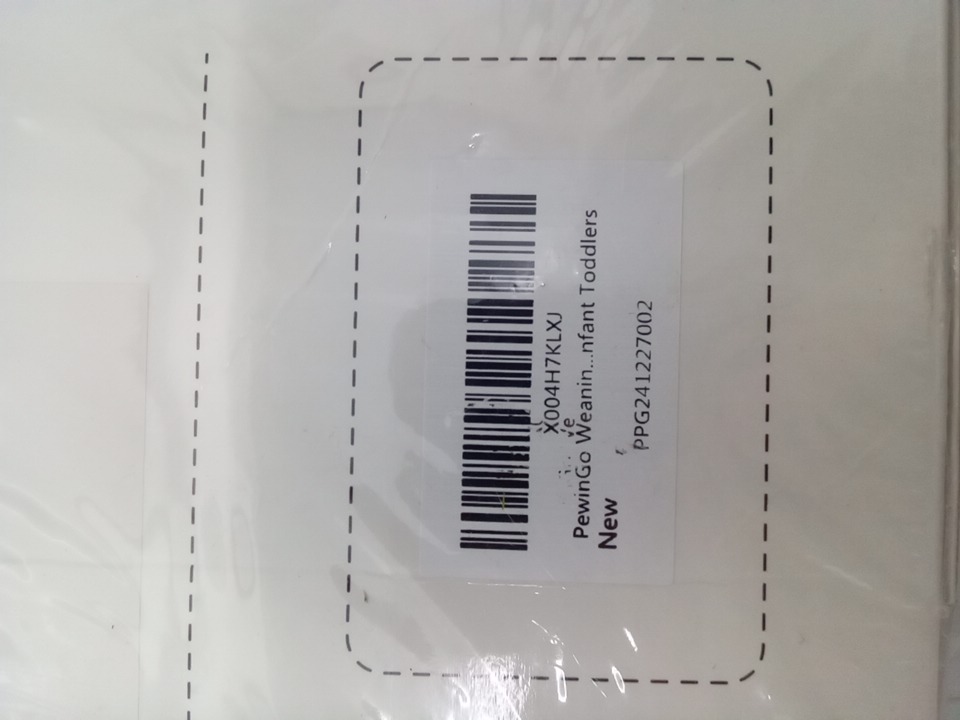 X004H7KLXJ
PewinGo Weanin...nfant Toddlers
New
PPG241227002